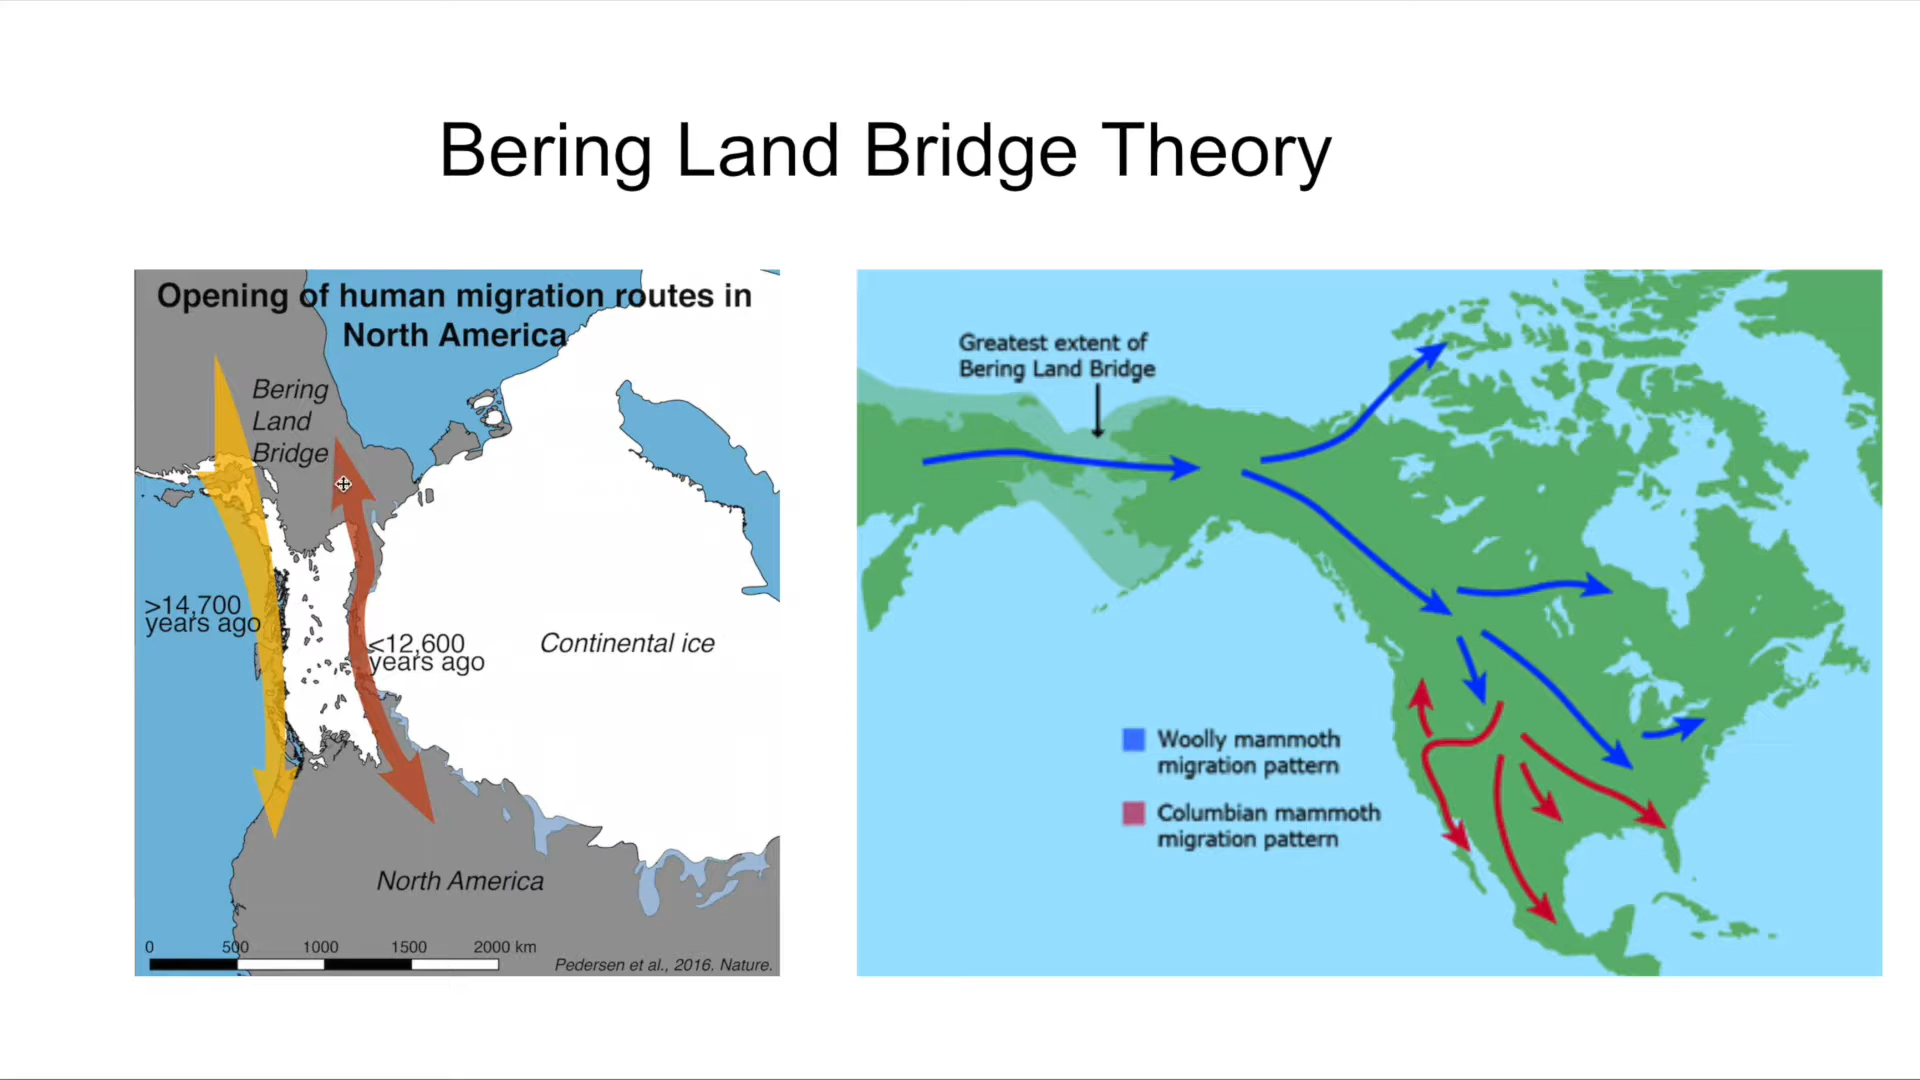 Bering Land Bridge Theory
Opening of human migration routes in
North America
Bering
Land
Bridge
>14,700
years ago
<12,600
years ago
Continental ice
North America
0 500 1000 1500 2000 km
Pedersen et al., 2016. Nature.
Greatest extent of
Bering Land Bridge
Woolly mammoth
migration pattern
Columbian mammoth
migration pattern